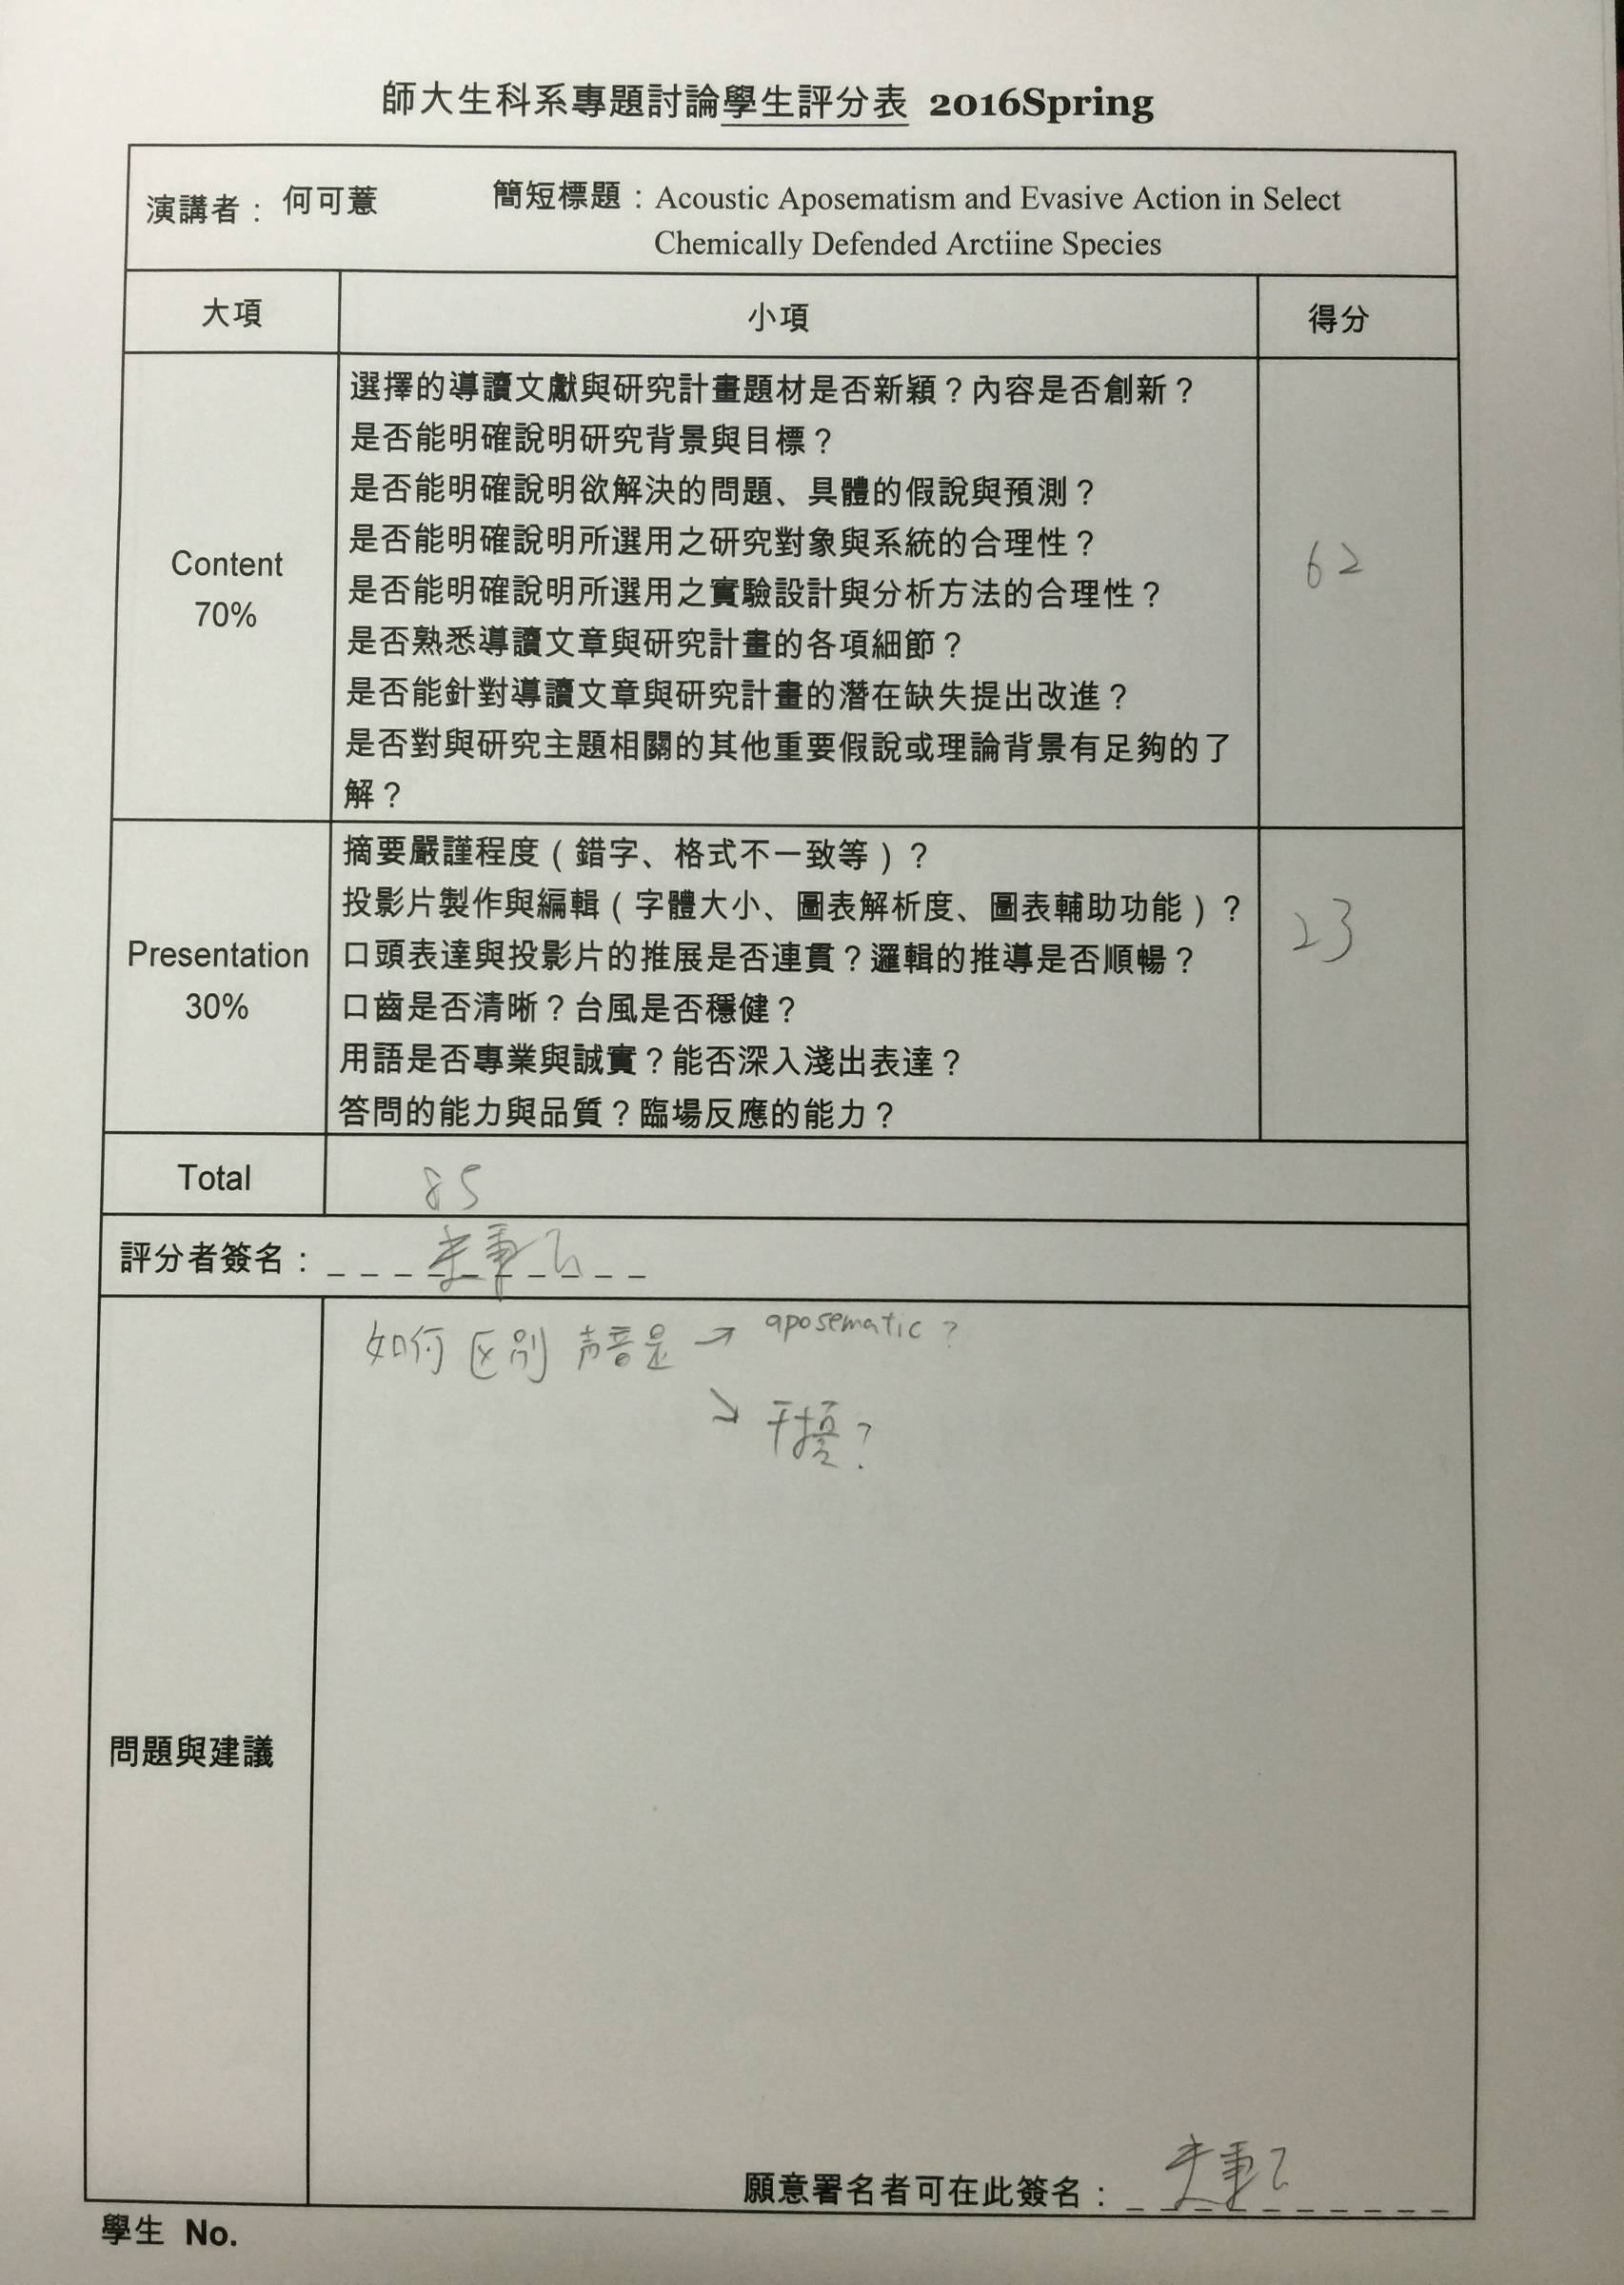 師大生科系專題討論學生評分表 2016Spring
演講者： 何可薏 簡短標題：Acoustic Aposematism and Evasive Action in Select
Chemically Defended Arctiine Species
大項 小項 得分
Content
70%
選擇的導讀文獻與研究計畫題材是否新穎？內容是否創新？
是否能明確說明研究背景與目標？
是否能明確說明欲解決的問題、具體的假說與預測？
是否能明確說明所選用之研究對象與系統的合理性？
是否能明確說明所選用之實驗設計與分析方法的合理性？
是否熟悉導讀文章與研究計畫的各項細節？
是否能針對導讀文章與研究計畫的潛在缺失提出改進？
是否對與研究主題相關的其他重要假說或理論背景有足夠的了
解？
62
Presentation
30%
摘要嚴謹程度（錯字、格式不一致等）？
投影片製作與編輯（字體大小、圖表解析度、圖表輔助功能）？
口頭表達與投影片的推展是否連貫？邏輯的推導是否順暢？
口齒是否清晰？台風是否穩健？
用語是否專業與誠實？能否深入淺出表達？
答問的能力與品質？臨場反應的能力？
23
Total 85
評分者簽名：
問題與建議
如何区別 声音是 → aposematic ?
↘ 干擾 ?
願意署名者可在此簽名：
學生 No.